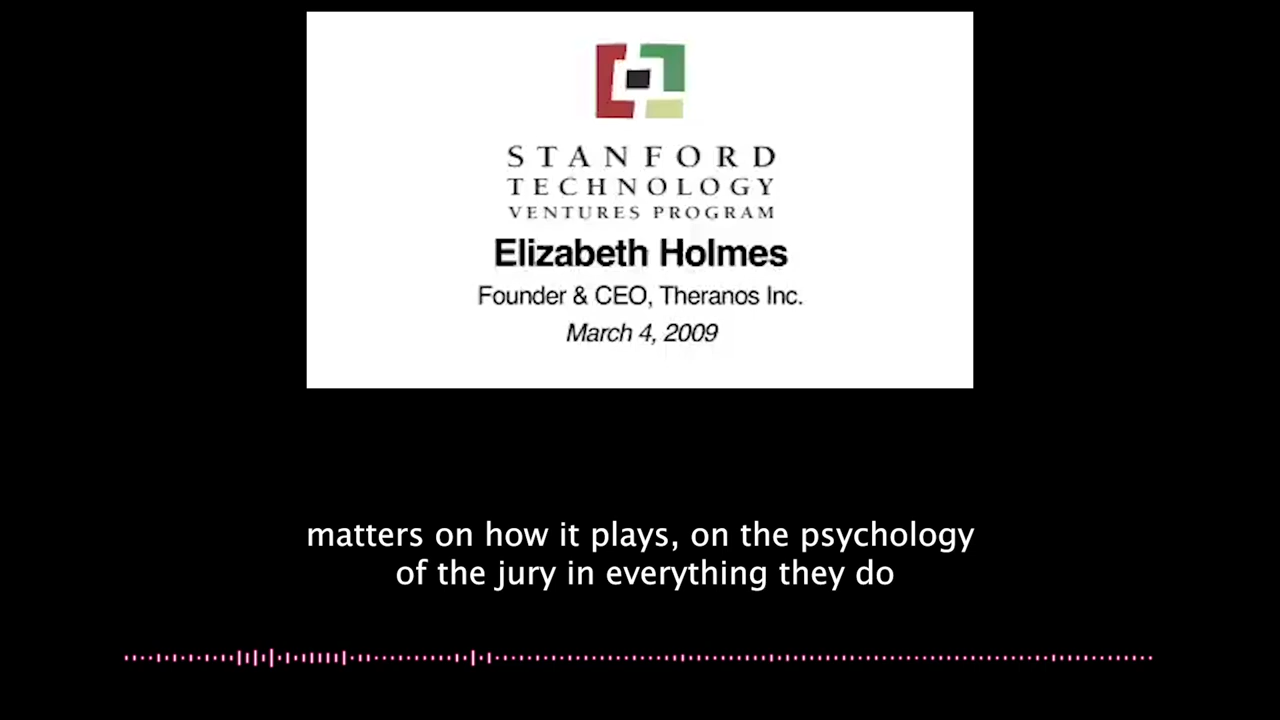 STANFORD
TECHNOLOGY
VENTURES PROGRAM
Elizabeth Holmes
Founder & CEO, Theranos Inc.
March 4, 2009
matters on how it plays, on the psychology
of the jury in everything they do